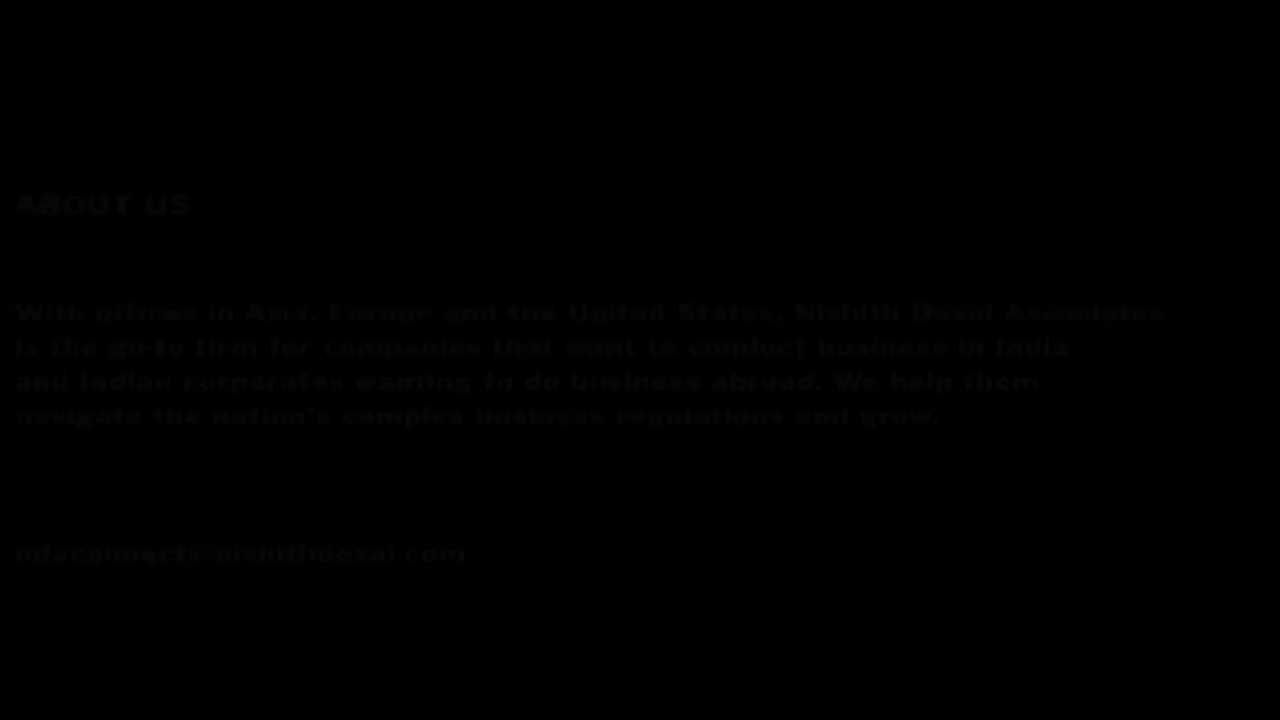 ABOUT US
With offices in Asia, Europe and the United States, Nishith Desai Associates
is the go-to firm for companies that want to conduct business in India
and Indian corporates wanting to do business abroad. We help them
navigate the nation's complex business regulations and grow.
ndaconnect@nishithdesai.com